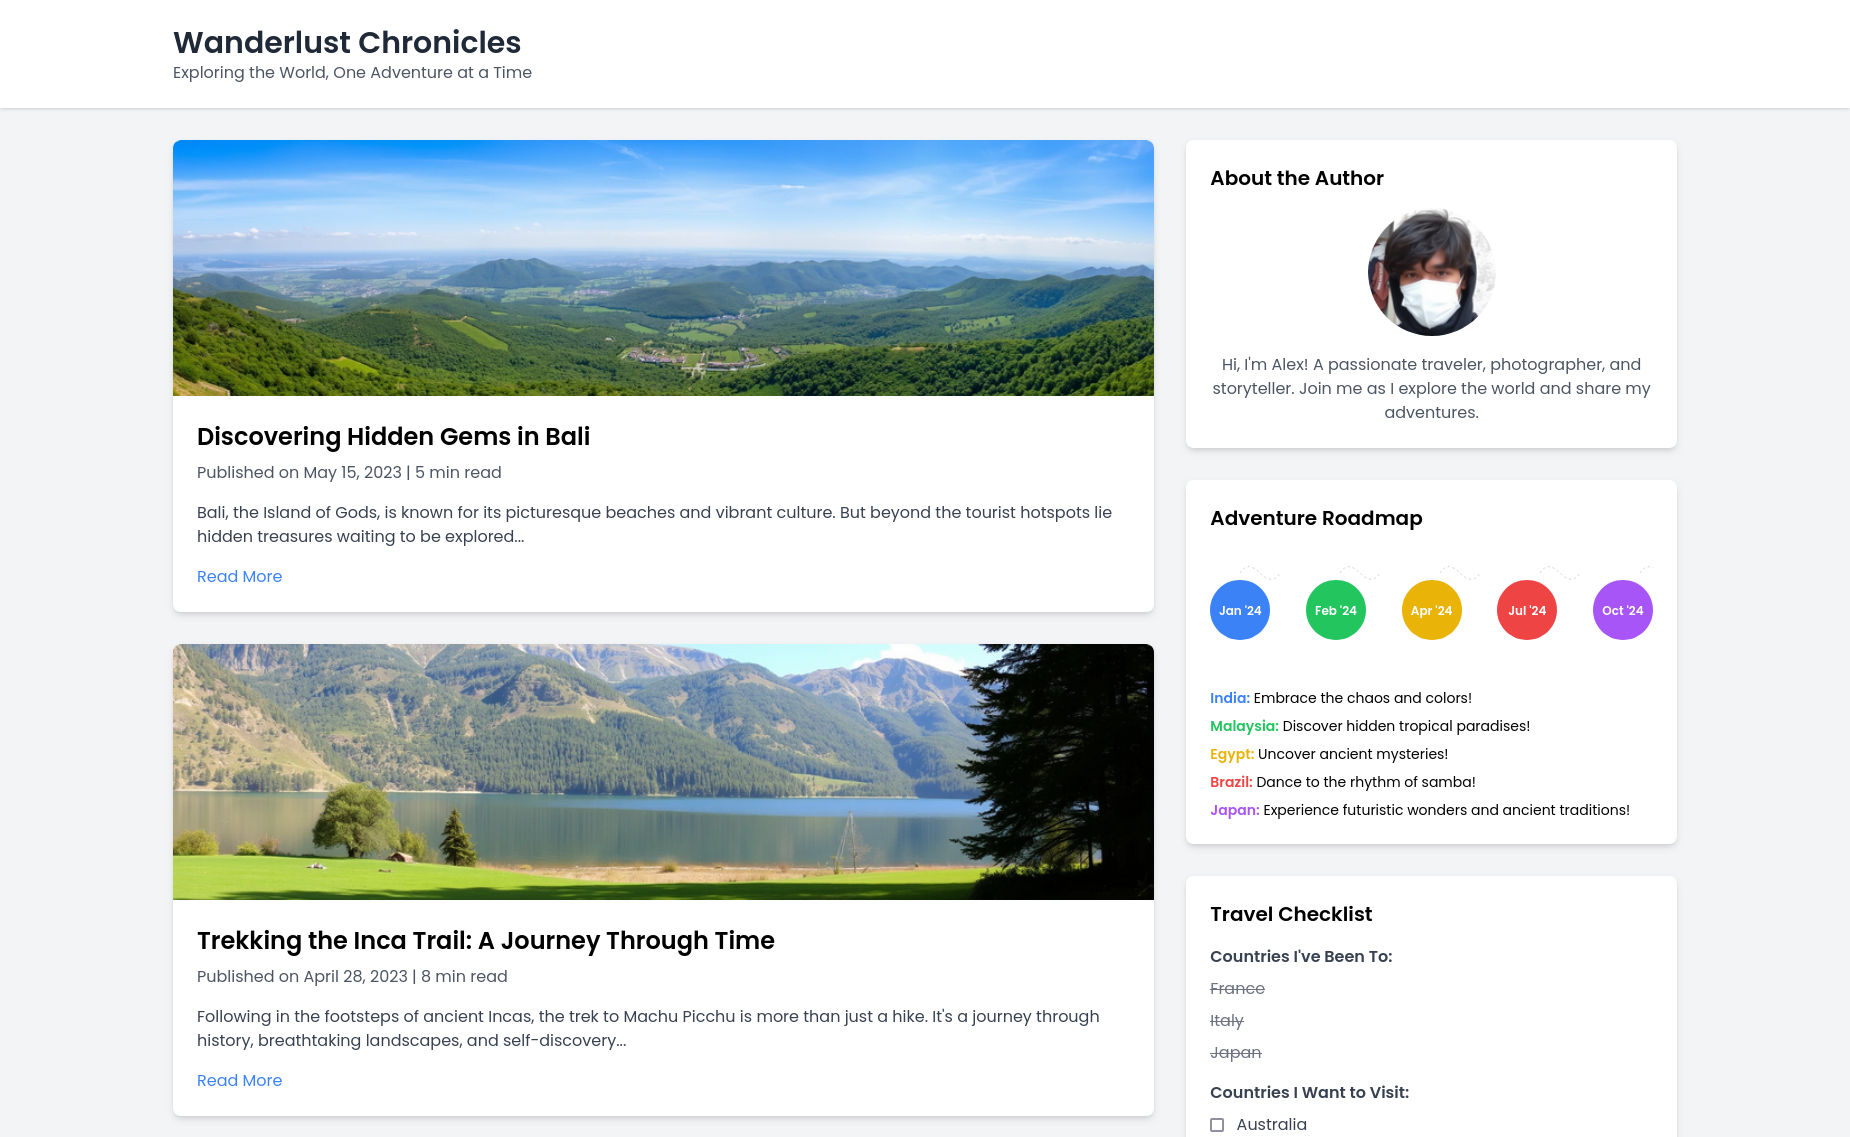 Wanderlust Chronicles
Exploring the World, One Adventure at a Time
Discovering Hidden Gems in Bali
Published on May 15, 2023 | 5 min read
Bali, the Island of Gods, is known for its picturesque beaches and vibrant culture. But beyond the tourist hotspots lie
hidden treasures waiting to be explored...
Read More
Trekking the Inca Trail: A Journey Through Time
Published on April 28, 2023 | 8 min read
Following in the footsteps of ancient Incas, the trek to Machu Picchu is more than just a hike. It's a journey through
history, breathtaking landscapes, and self-discovery...
Read More
About the Author
Hi, I'm Alex! A passionate traveler, photographer, and
storyteller. Join me as I explore the world and share my
adventures.
Adventure Roadmap
Jan '24 Feb '24 Apr '24 Jul '24 Oct '24
India: Embrace the chaos and colors!
Malaysia: Discover hidden tropical paradises!
Egypt: Uncover ancient mysteries!
Brazil: Dance to the rhythm of samba!
Japan: Experience futuristic wonders and ancient traditions!
Travel Checklist
Countries I've Been To:
France
Italy
Japan
Countries I Want to Visit:
Australia